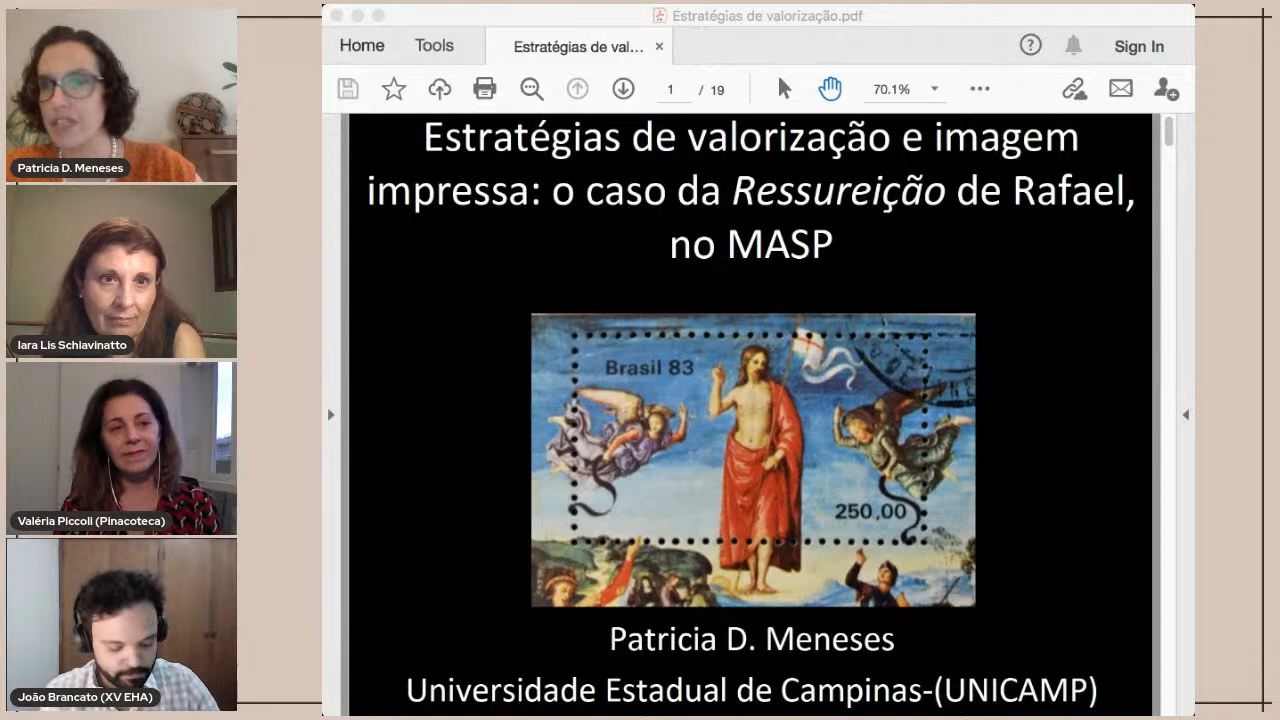 Patricia D. Meneses
Iara Lis Schiavinatto
Valéria Piccoli (Pinacoteca)
João Brancato (XV EHA)
Estratégias de valorização.pdf
Home Tools Estratégias de val... × Sign In
1 / 19 70.1%
Estratégias de valorização e imagem
impressa: o caso da Ressureição de Rafael,
no MASP
Brasil 83
250,00
Patricia D. Meneses
Universidade Estadual de Campinas-(UNICAMP)